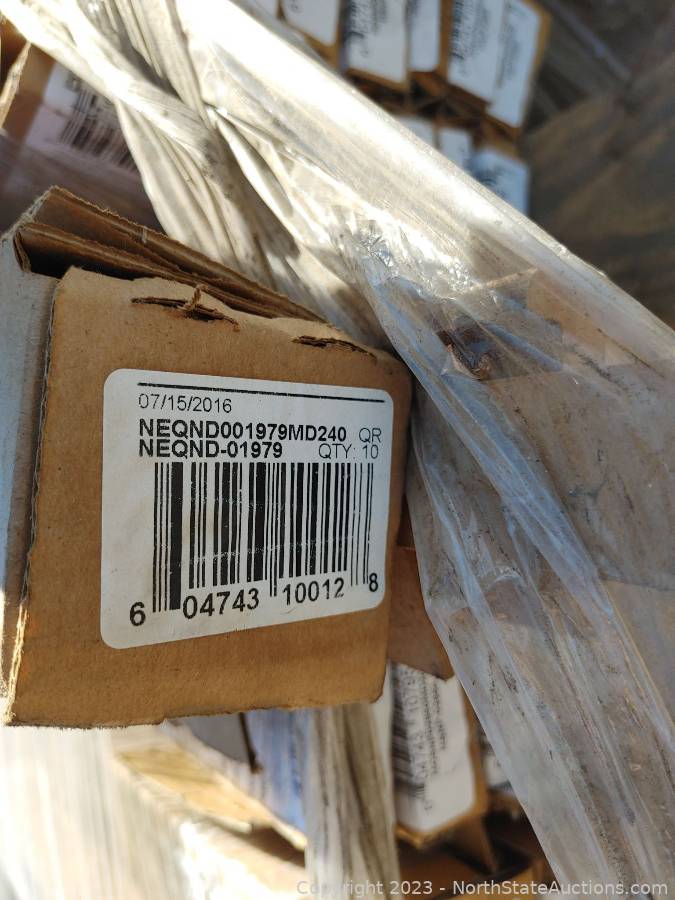 07/15/2016
NEQND001979MD240 QR
NEQND-01979 QTY: 10
6 04743 10012 8
Copyright 2023 - NorthStateAuctions.com